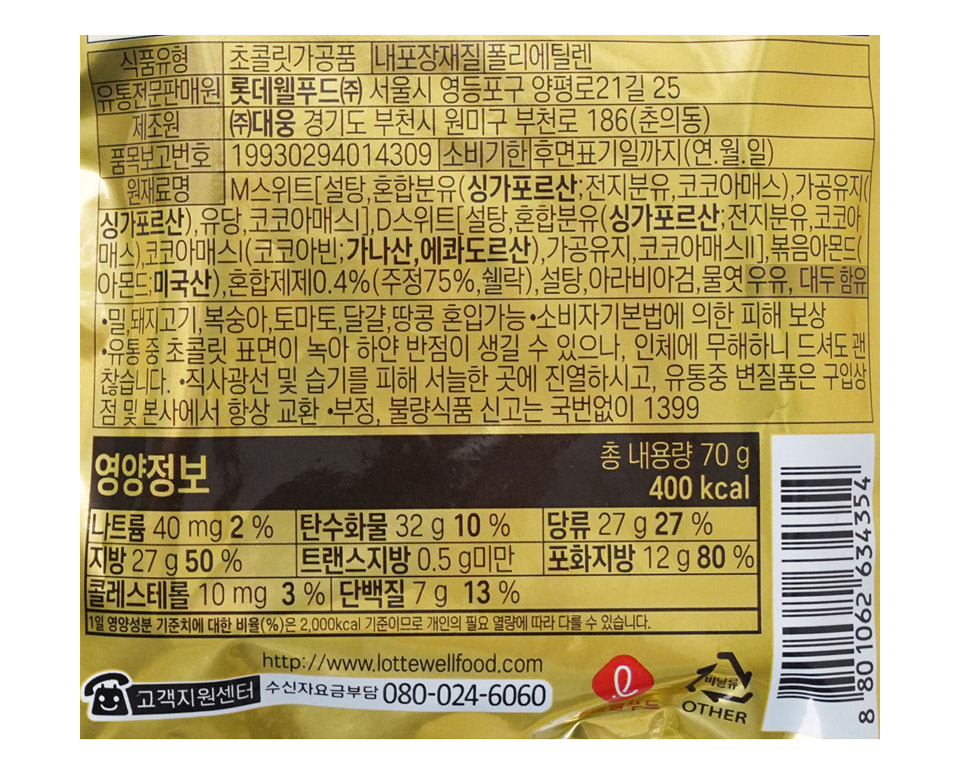 식품유형 초콜릿가공품 내포장재질 폴리에틸렌
유통전문판매원 롯데웰푸드(주) 서울시 영등포구 양평로21길 25
제조원 (주)대웅 경기도 부천시 원미구 부천로 186(춘의동)
품목보고번호 19930294014309 소비기한 후면표기일까지(연.월.일)
원재료명 M스위트[설탕,혼합분유(싱가포르산;전지분유,코코아매스),가공유지(
싱가포르산),유당,코코아매스I],D스위트[설탕,혼합분유(싱가포르산;전지분유,코코아
매스),코코아매스I(코코아빈;가나산,에콰도르산),가공유지,코코아매스II],볶음아몬드(
아몬드;미국산),혼합제제0.4%(주정75%,쉘락),설탕,아라비아검,물엿 우유, 대두 함유
•밀,돼지고기,복숭아,토마토,달걀,땅콩 혼입가능 •소비자기본법에 의한 피해 보상
•유통 중 초콜릿 표면이 녹아 하얀 반점이 생길 수 있으나, 인체에 무해하니 드셔도 괜
찮습니다. •직사광선 및 습기를 피해 서늘한 곳에 진열하시고, 유통중 변질품은 구입상
점 및 본사에서 항상 교환 •부정, 불량식품 신고는 국번없이 1399
영양정보 총 내용량 70 g
400 kcal
나트륨 40 mg 2 % 탄수화물 32 g 10 % 당류 27 g 27 %
지방 27 g 50 % 트랜스지방 0.5 g미만 포화지방 12 g 80 %
콜레스테롤 10 mg 3 % 단백질 7 g 13 %
1일 영양성분 기준치에 대한 비율(%)은 2,000kcal 기준이므로 개인의 필요 열량에 따라 다를 수 있습니다.
http://www.lottewellfood.com
고객지원센터 수신자요금부담 080-024-6060
비닐류
OTHER
8 801062 634354